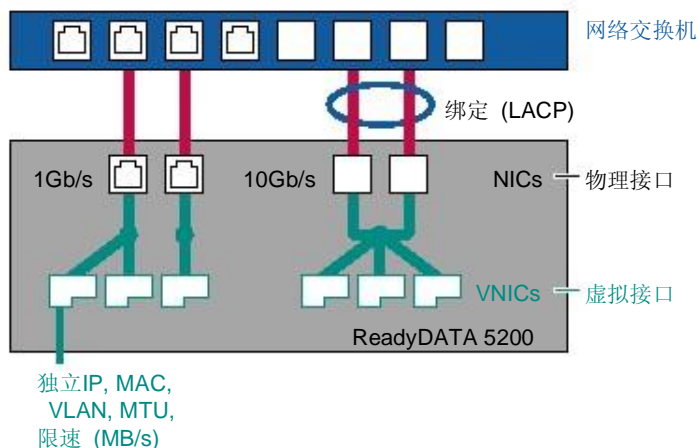 网络交换机
绑定 (LACP)
1Gb/s
10Gb/s
NICs
物理接口
VNICs
虚拟接口
ReadyDATA 5200
独立IP, MAC,
VLAN, MTU,
限速 (MB/s)